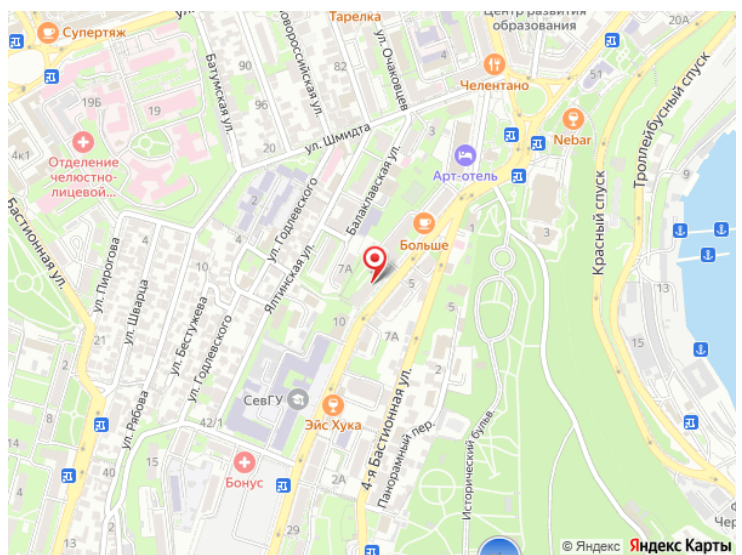 Супертяж
Тарелка
Центр развития
образования
20А
Батумская ул.
Новороссийская ул.
ул. Очаковцев
90
96
82
Челентано
51
Троллейбусный спуск
19Б
19
3
Nebar
4к1
Отделение
челюстно-
лицевой...
20
ул. Шмидта
Арт-отель
9
Красный спуск
Бастионная ул.
ул. Пирогова
4
4
ул. Годлевского
Балаклавская ул.
Больше
3
ул. Шварца
Ялтинская ул.
7А
5
5
13
21
ул. Бестужева
10
7А
15
ул. Годлевского
2
СевГУ
ул. Рябова
42/1
Эйс Хука
4-я Бастионная ул.
Панорамный пер.
Исторический бульв.
14
40
15
Бонус
2А
12
29
13
© Яндекс Яндекс Карты